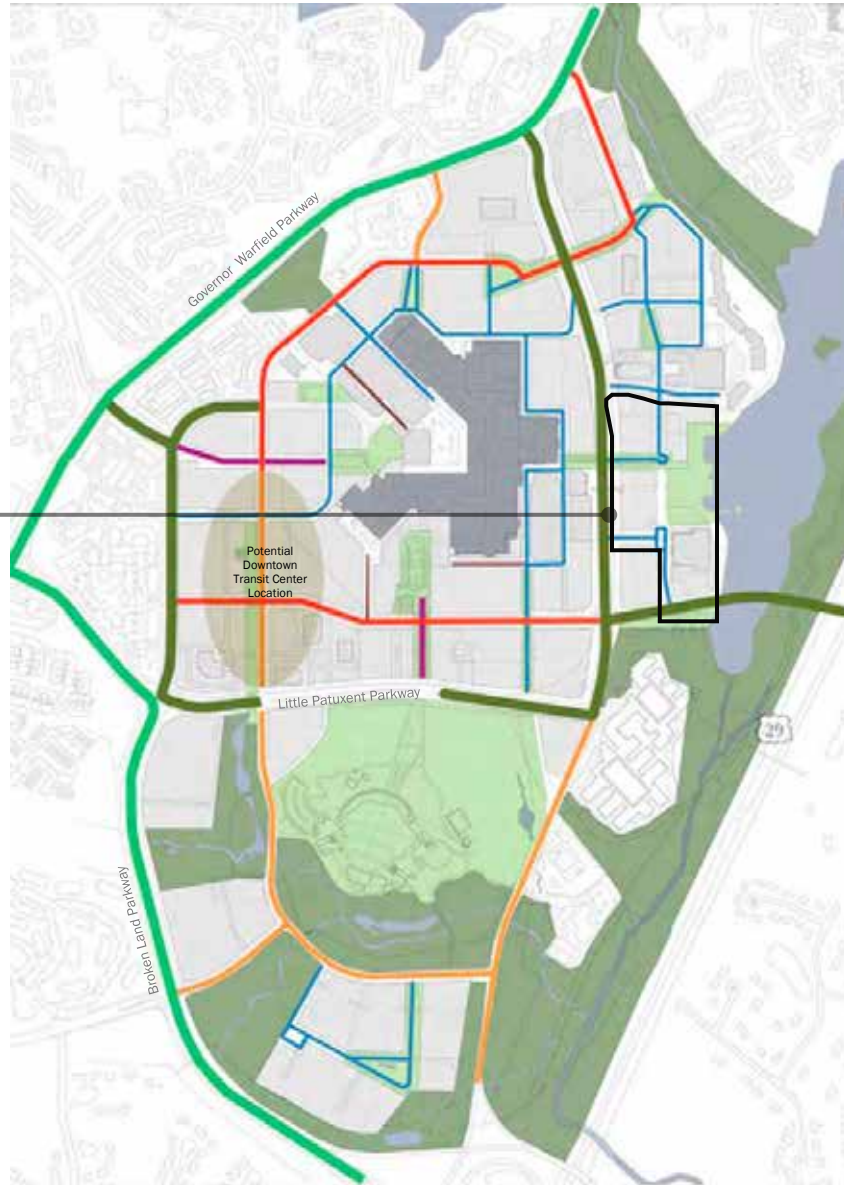 Governor Warfield Parkway
Potential
Downtown
Transit Center
Location
Little Patuxent Parkway
29
Broken Land Parkway